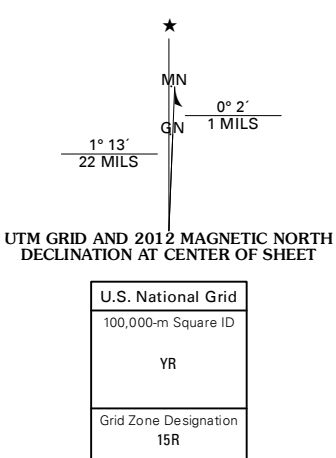 ★
MN
0° 2´
1 MILS
GN
1° 13´
22 MILS
UTM GRID AND 2012 MAGNETIC NORTH
DECLINATION AT CENTER OF SHEET
U.S. National Grid
100,000-m Square ID
YR
Grid Zone Designation
15R